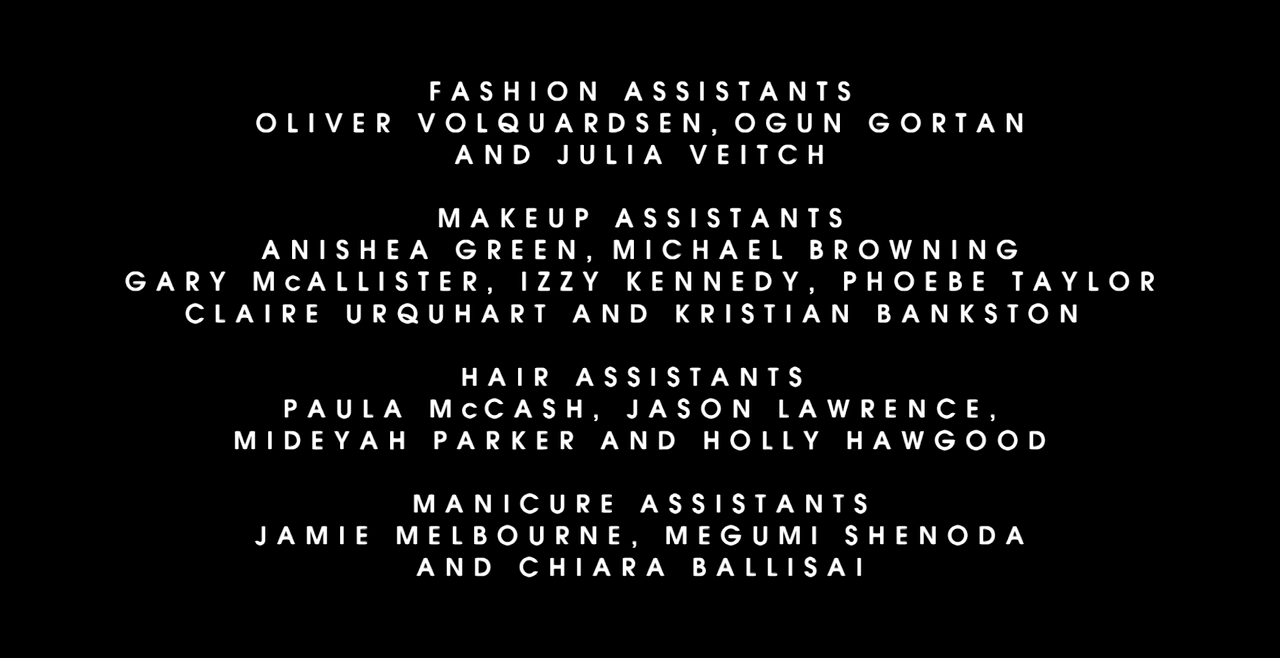 FASHION ASSISTANTS
OLIVER VOLQUARDSEN, OGUN GORTAN
AND JULIA VEITCH
MAKEUP ASSISTANTS
ANISHEA GREEN, MICHAEL BROWNING
GARY McALLISTER, IZZY KENNEDY, PHOEBE TAYLOR
CLAIRE URQUHART AND KRISTIAN BANKSTON
HAIR ASSISTANTS
PAULA McCASH, JASON LAWRENCE,
MIDEYAH PARKER AND HOLLY HAWGOOD
MANICURE ASSISTANTS
JAMIE MELBOURNE, MEGUMI SHENODA
AND CHIARA BALLISAI